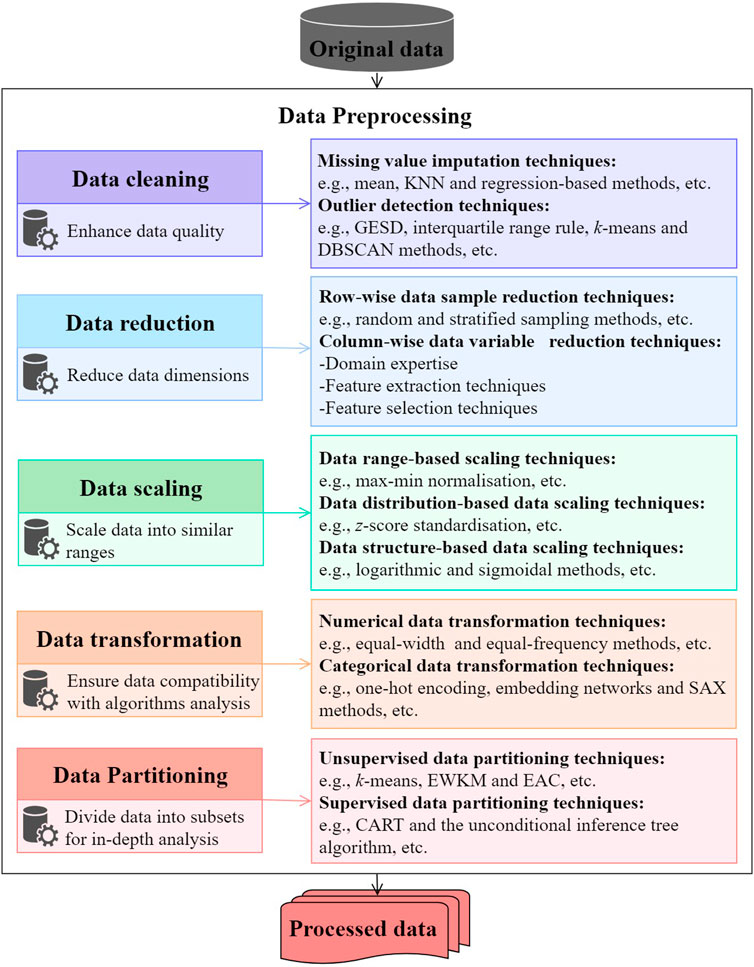 Original data
Data Preprocessing
Data cleaning
Enhance data quality
Missing value imputation techniques:
e.g., mean, KNN and regression-based methods, etc.
Outlier detection techniques:
e.g., GESD, interquartile range rule, k-means and
DBSCAN methods, etc.
Data reduction
Reduce data dimensions
Row-wise data sample reduction techniques:
e.g., random and stratified sampling methods, etc.
Column-wise data variable reduction techniques:
-Domain expertise
-Feature extraction techniques
-Feature selection techniques
Data scaling
Scale data into similar
ranges
Data range-based scaling techniques:
e.g., max-min normalisation, etc.
Data distribution-based data scaling techniques:
e.g., z-score standardisation, etc.
Data structure-based data scaling techniques:
e.g., logarithmic and sigmoidal methods, etc.
Data transformation
Ensure data compatibility
with algorithms analysis
Numerical data transformation techniques:
e.g., equal-width and equal-frequency methods, etc.
Categorical data transformation techniques:
e.g., one-hot encoding, embedding networks and SAX
methods, etc.
Data Partitioning
Divide data into subsets
for in-depth analysis
Unsupervised data partitioning techniques:
e.g., k-means, EWKM and EAC, etc.
Supervised data partitioning techniques:
e.g., CART and the unconditional inference tree
algorithm, etc.
Processed data